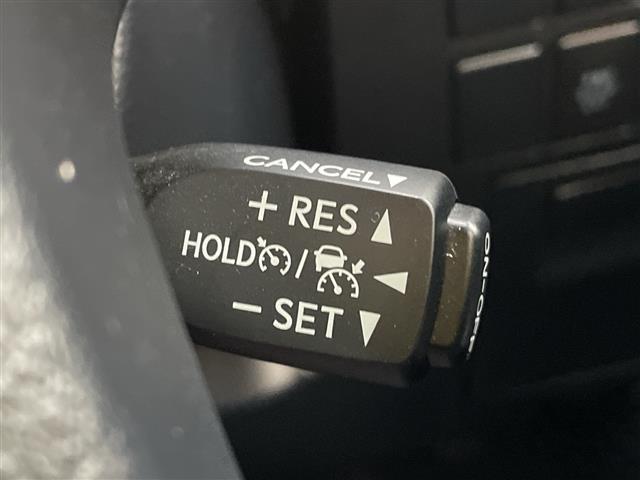 CANCEL
+ RES
HOLD /
- SET
ON-OFF